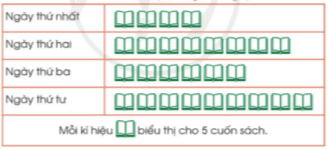 Ngày thứ nhất
Ngày thứ hai
Ngày thứ ba
Ngày thứ tư
Mỗi kí hiệu biểu thị cho 5 cuốn sách.